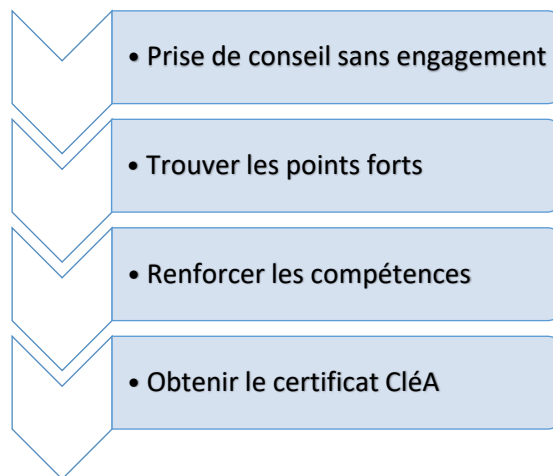 • Prise de conseil sans engagement
• Trouver les points forts
• Renforcer les compétences
• Obtenir le certificat CléA